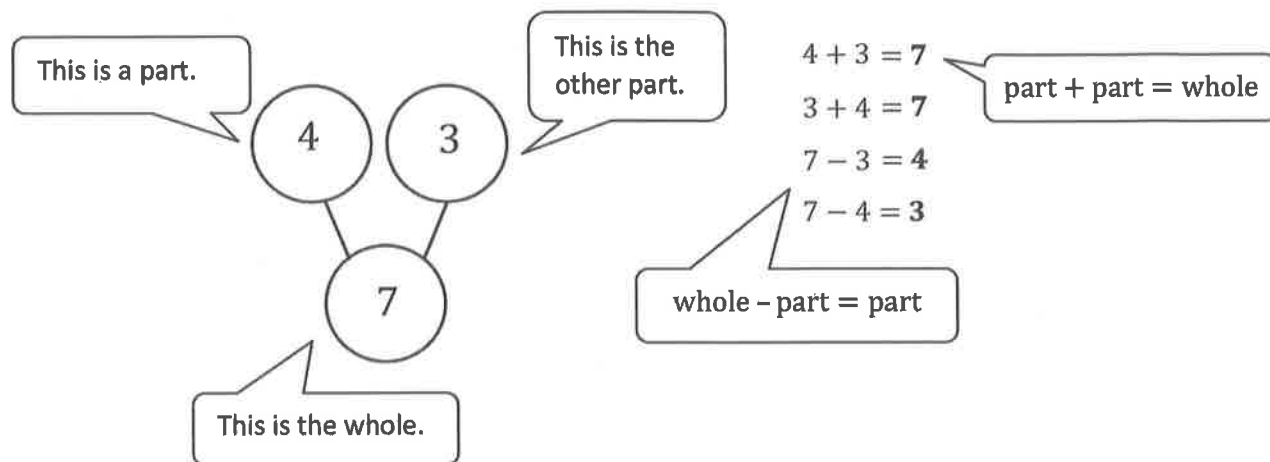 This is a part.
This is the
other part.
4 + 3 = 7
part + part = whole
3 + 4 = 7
7 − 3 = 4
7 − 4 = 3
4
3
7
whole – part = part
This is the whole.